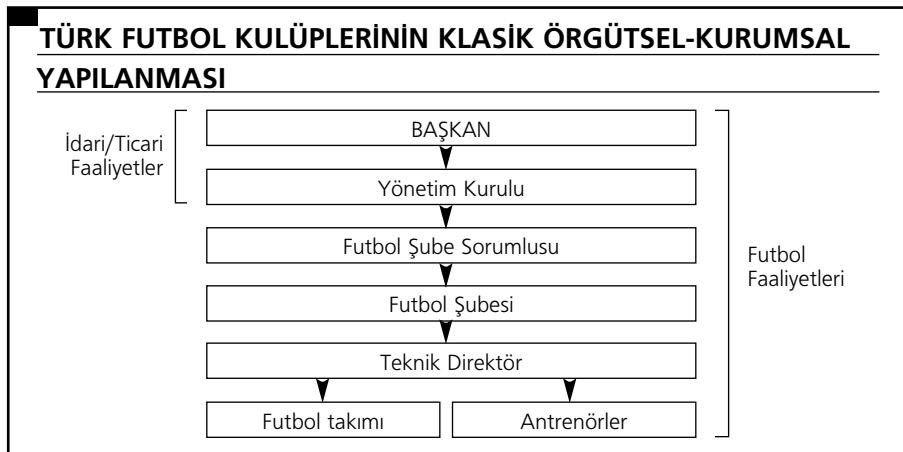 TÜRK FUTBOL KULÜPLERİNİN KLASİK ÖRGÜTSEL-KURUMSAL
YAPILANMASI
İdari/Ticari
Faaliyetler
BAŞKAN
Yönetim Kurulu
Futbol Şube Sorumlusu
Futbol Şubesi
Teknik Direktör
Futbol takımı
Antrenörler
Futbol
Faaliyetleri